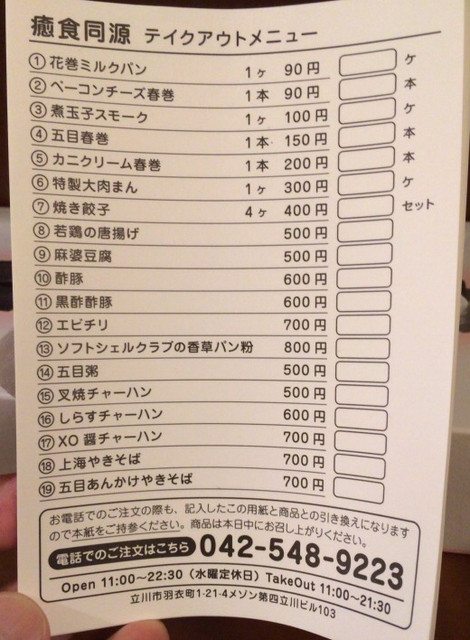 癒食同源 テイクアウトメニュー
① 花巻ミルクパン 1ヶ 90円 ケ
② ベーコンチーズ春巻 1本 90円 本
③ 煮玉子スモーク 1ヶ 100円 ケ
④ 五目春巻 1本 150円 本
⑤ カニクリーム春巻 1本 200円 本
⑥ 特製大肉まん 1ヶ 300円 ケ
⑦ 焼き餃子 4ヶ 400円 セット
⑧ 若鶏の唐揚げ 500円
⑨ 麻婆豆腐 500円
⑩ 酢豚 600円
⑪ 黒酢酢豚 600円
⑫ エビチリ 700円
⑬ ソフトシェルクラブの香草パン粉 800円
⑭ 五目粥 500円
⑮ 叉焼チャーハン 500円
⑯ しらすチャーハン 600円
⑰ XO醤チャーハン 700円
⑱ 上海やきそば 700円
⑲ 五目あんかけやきそば 700円
お電話でのご注文の際も、記入したこの用紙と商品との引き換えになります
ので本紙をご持参ください。商品は本日中にお召し上がりください。
電話でのご注文はこちら 042-548-9223
Open 11:00〜22:30（水曜定休日）TakeOut 11:00〜21:30
立川市羽衣町1-21-4メゾン第四立川ビル103